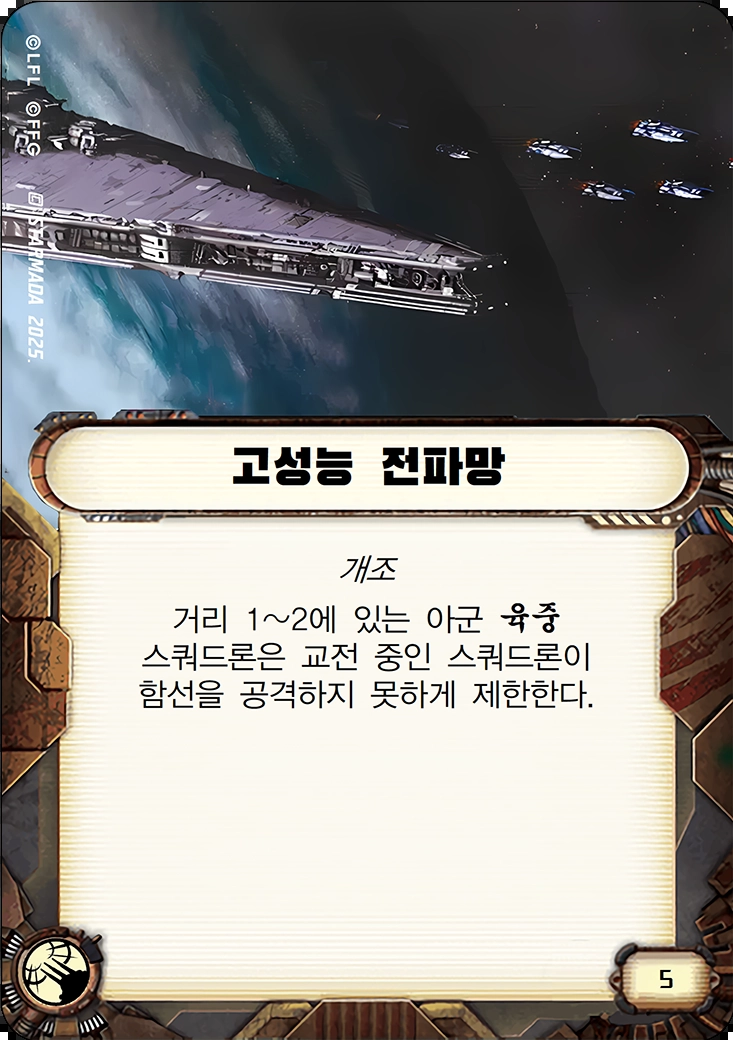 ©LFL ©FFG
STARMADA 2025.
고성능 전파망
개조
거리 1~2에 있는 아군 육중
스쿼드론은 교전 중인 스쿼드론이
함선을 공격하지 못하게 제한한다.
5